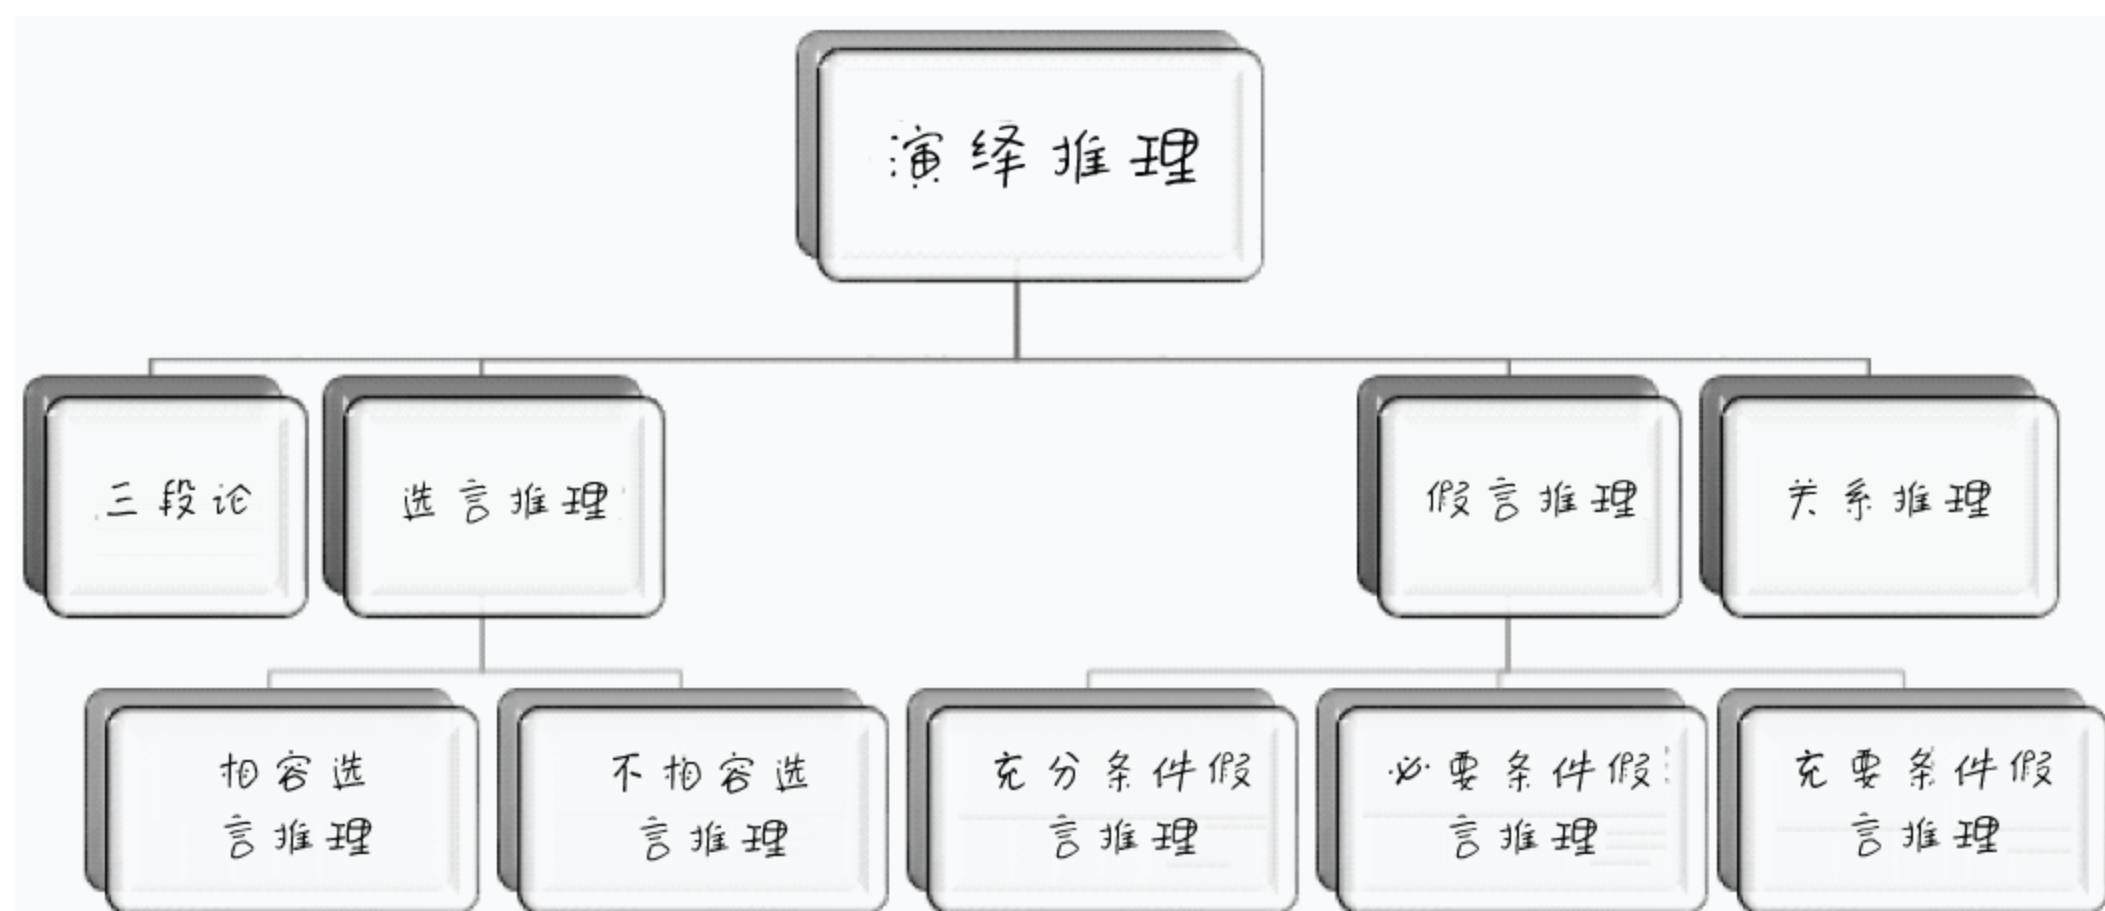 演绎推理
三段论
选言推理
假言推理
关系推理
相容选
言推理
不相容选
言推理
充分条件假
言推理
必要条件假
言推理
充要条件假
言推理